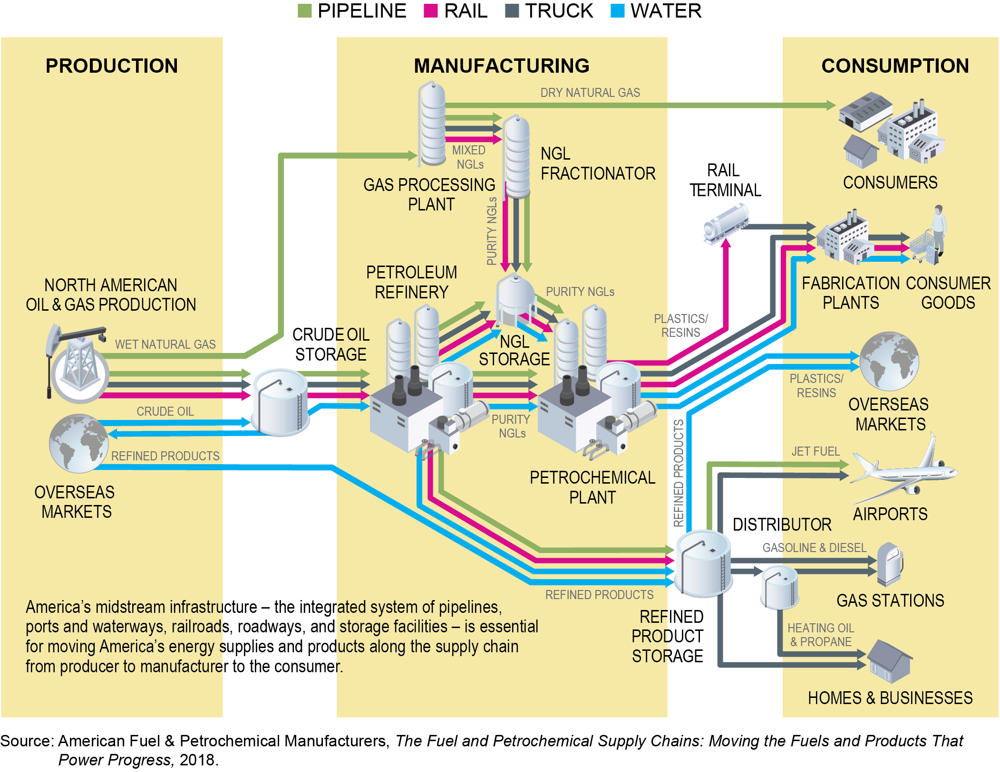 PIPELINE RAIL TRUCK WATER
PRODUCTION
MANUFACTURING
CONSUMPTION
DRY NATURAL GAS
MIXED
NGLs
NGL
FRACTIONATOR
GAS PROCESSING
PLANT
PURITY NGLs
RAIL
TERMINAL
CONSUMERS
NORTH AMERICAN
OIL & GAS PRODUCTION
WET NATURAL GAS
CRUDE OIL
STORAGE
PETROLEUM
REFINERY
PURITY NGLs
NGL
STORAGE
PLASTICS/
RESINS
FABRICATION
PLANTS
CONSUMER
GOODS
CRUDE OIL
REFINED PRODUCTS
OVERSEAS
MARKETS
PURITY
NGLs
PETROCHEMICAL
PLANT
PLASTICS/
RESINS
OVERSEAS
MARKETS
REFINED PRODUCTS
JET FUEL
AIRPORTS
DISTRIBUTOR
GASOLINE & DIESEL
GAS STATIONS
REFINED PRODUCTS
REFINED
PRODUCT
STORAGE
HEATING OIL
& PROPANE
HOMES & BUSINESSES
America’s midstream infrastructure – the integrated system of pipelines,
ports and waterways, railroads, roadways, and storage facilities – is essential
for moving America’s energy supplies and products along the supply chain
from producer to manufacturer to the consumer.
Source: American Fuel & Petrochemical Manufacturers, The Fuel and Petrochemical Supply Chains: Moving the Fuels and Products That
Power Progress, 2018.